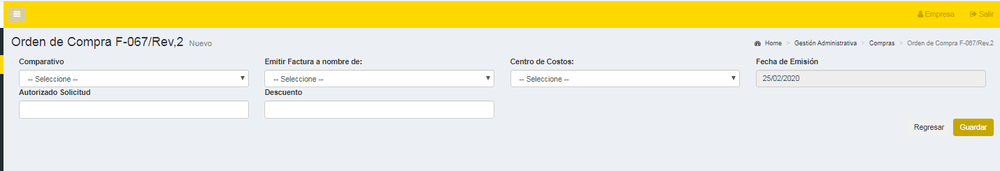 Empresa Salir
Orden de Compra F-067/Rev,2 Nuevo
Home > Gestión Administrativa > Compras > Orden de Compra F-067/Rev,2
Comparativo Emitir Factura a nombre de: Centro de Costos: Fecha de Emisión
-- Seleccione -- -- Seleccione -- -- Seleccione -- 25/02/2020
Autorizado Solicitud Descuento
Regresar Guardar